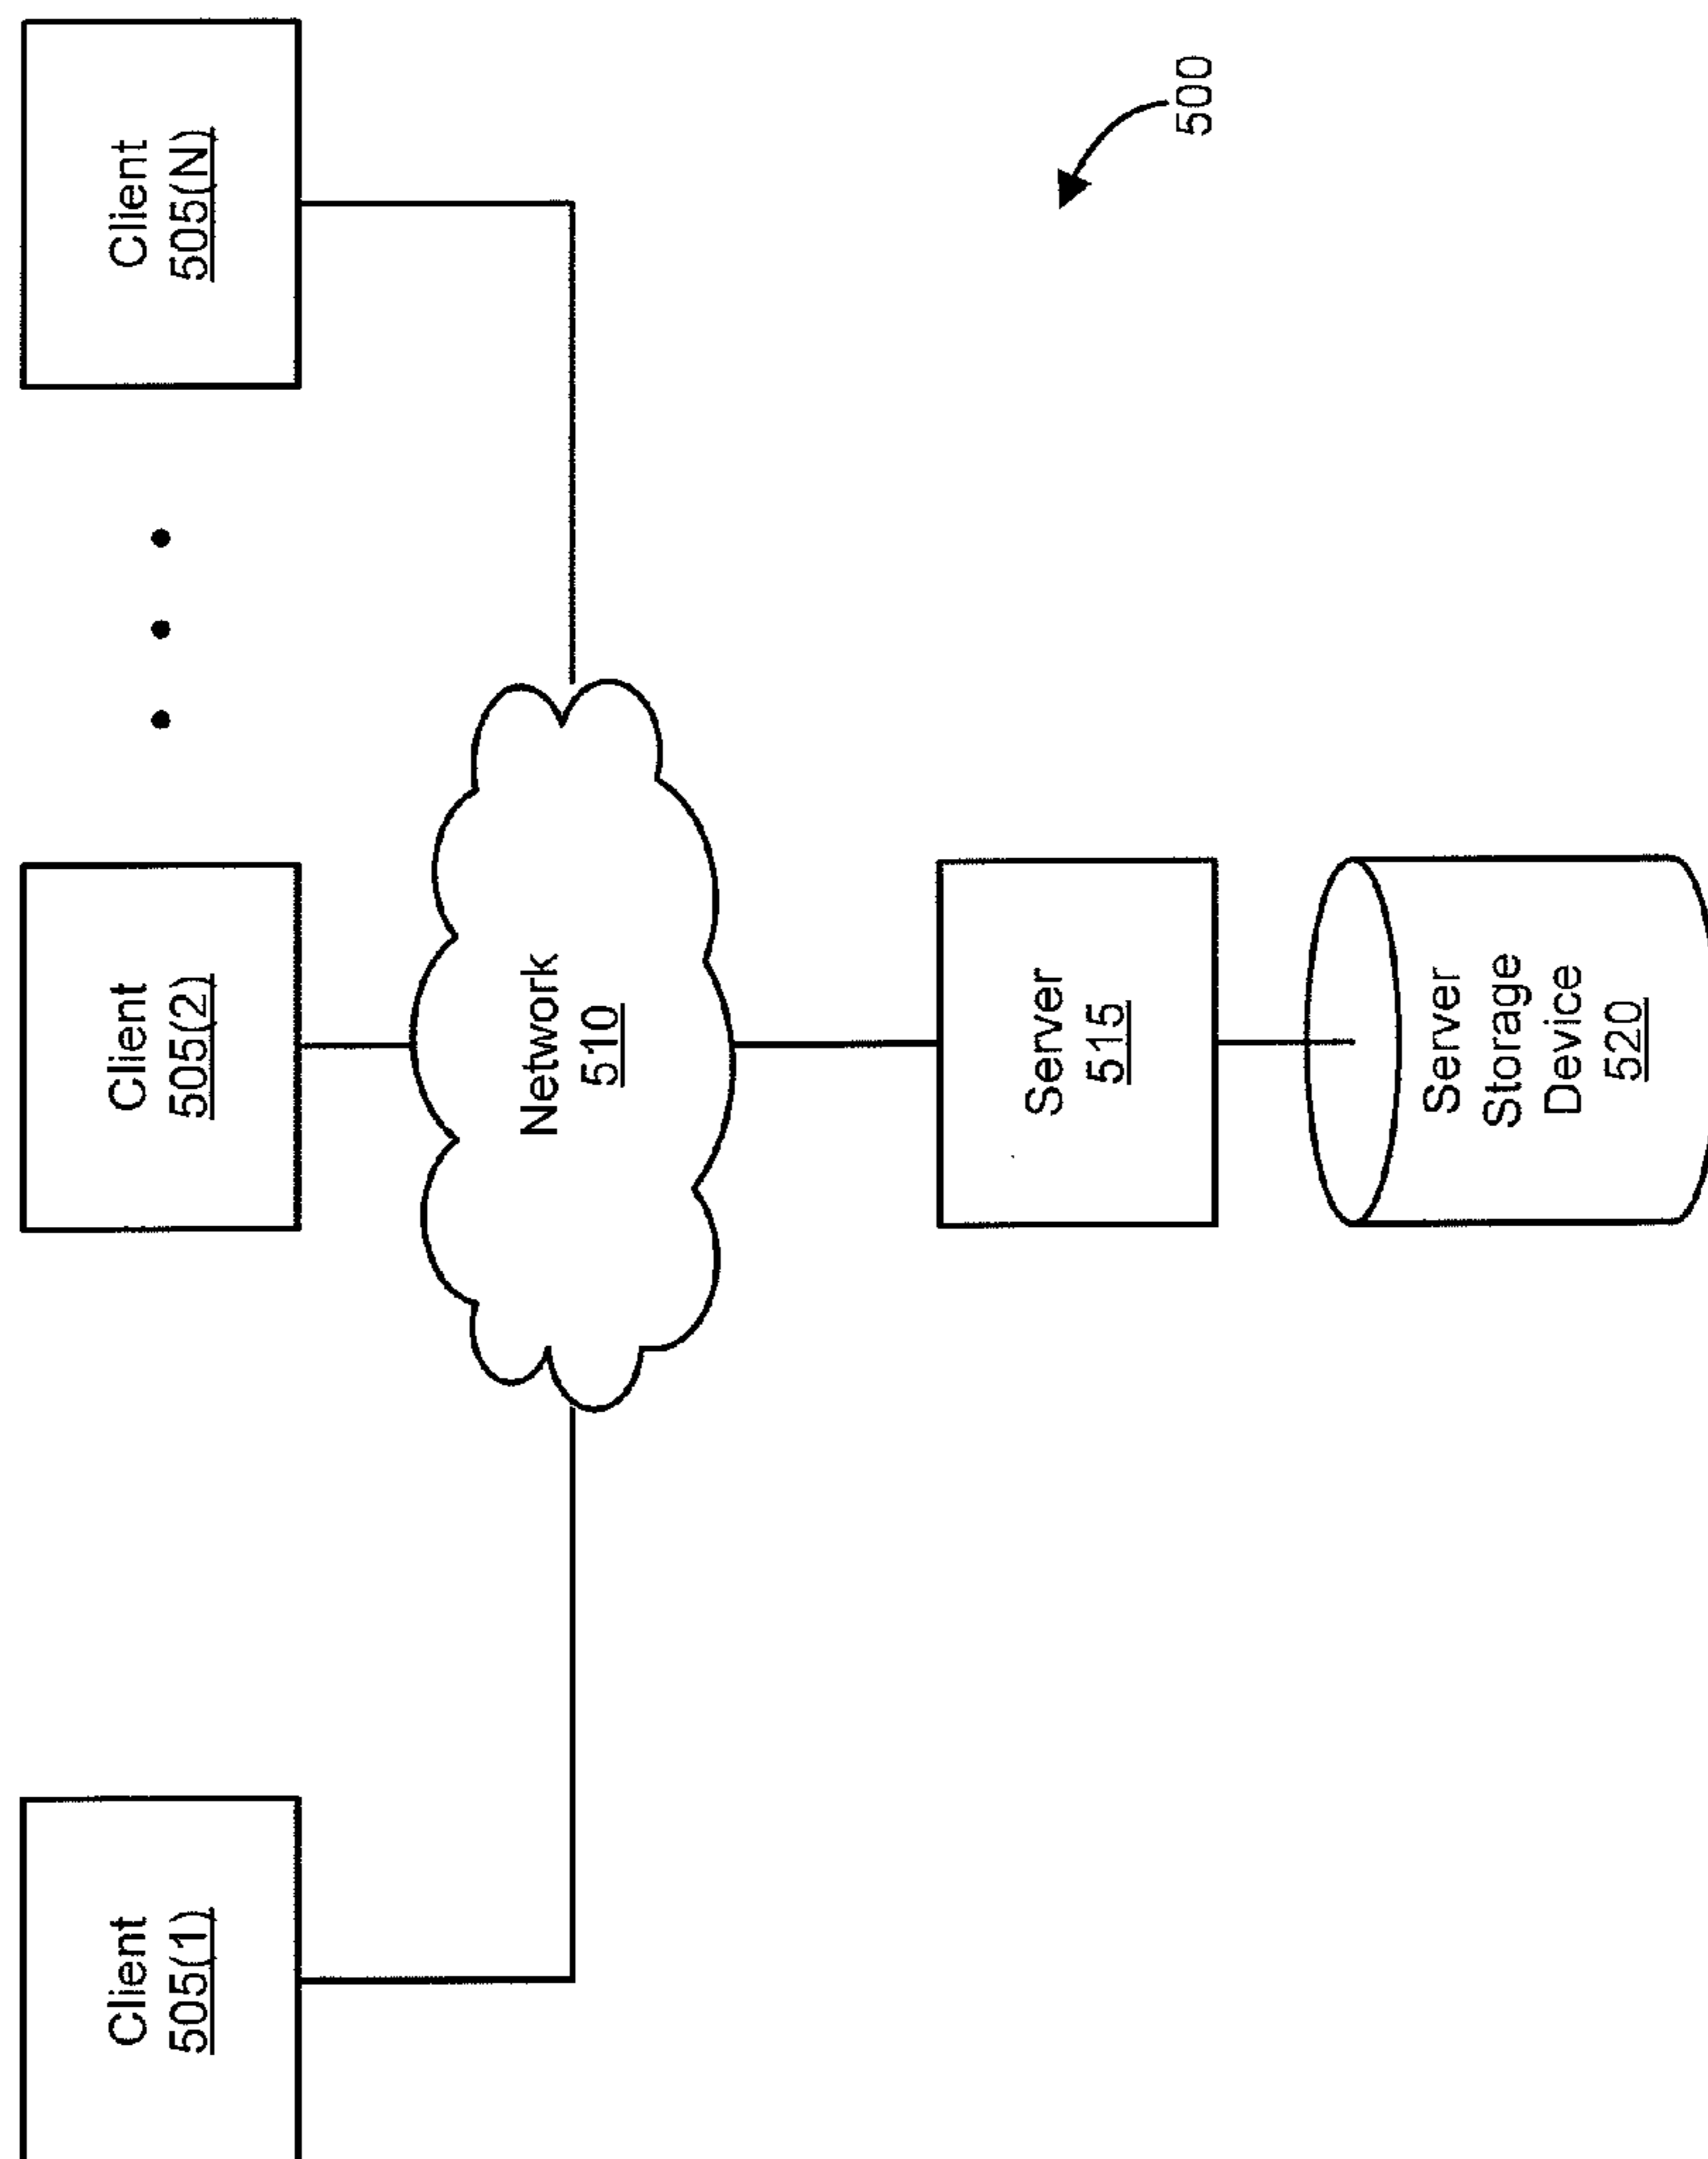 Client
505(1)
Client
505(2)
Client
505(N)
Network
510
Server
515
Server
Storage
Device
520
500